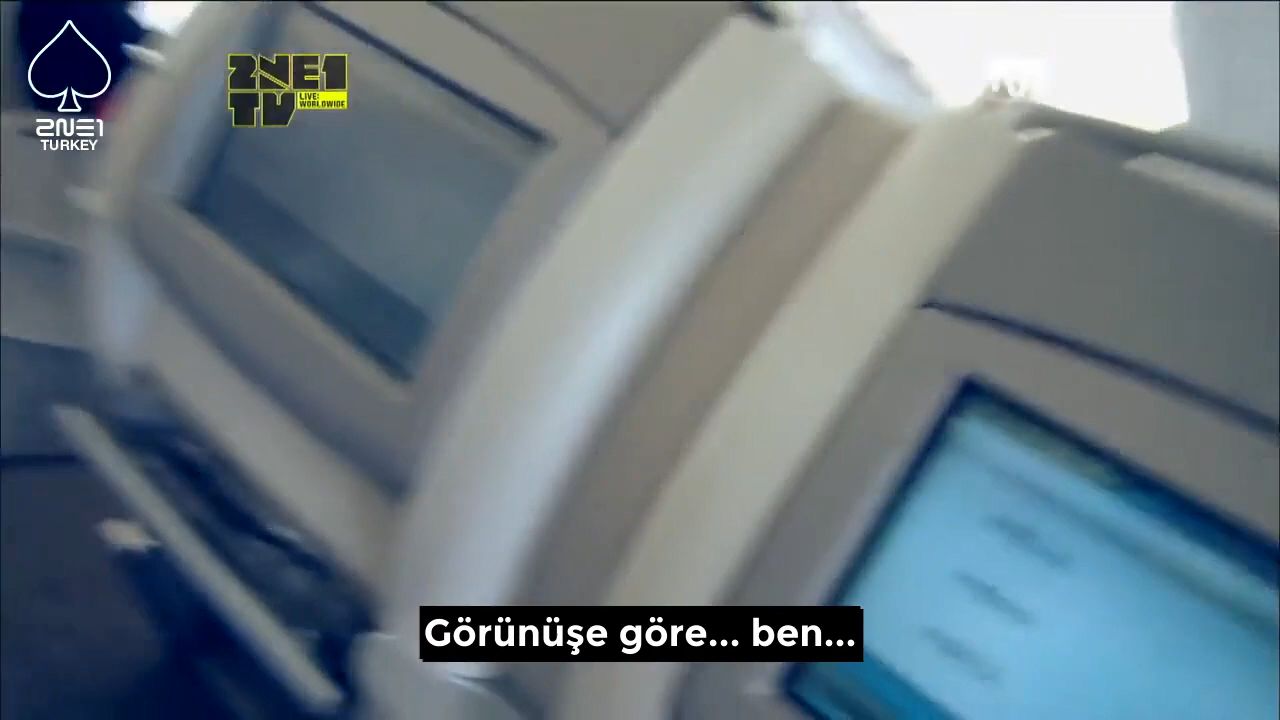 2NE1
TURKEY
2NE1
TV
LIVE:
WORLDWIDE
Görünüşe göre... ben...